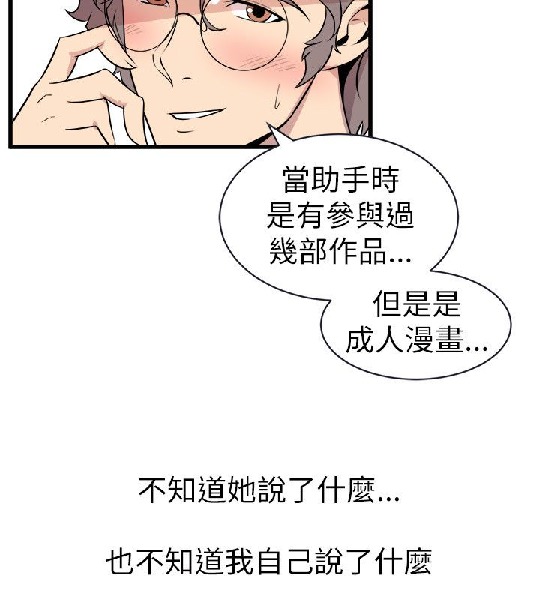 當助手時
是有參與過
幾部作品...
但是是
成人漫畫...
不知道她說了什麼...
也不知道我自己說了什麼